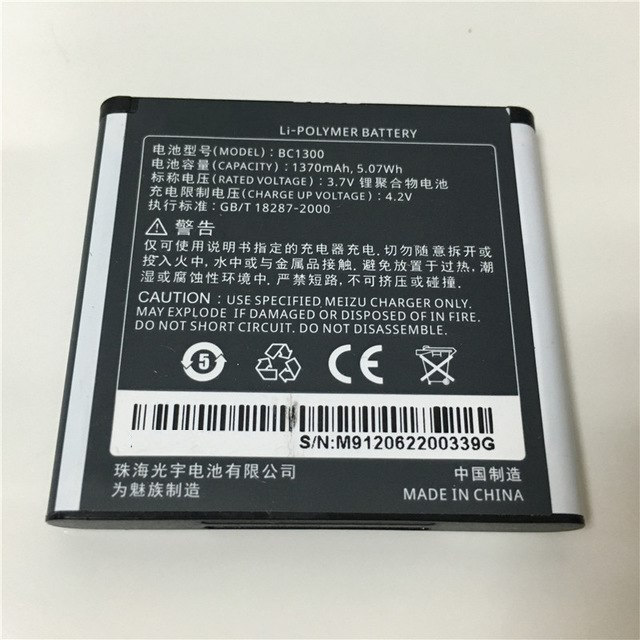 Li-POLYMER BATTERY
电池型号(MODEL): BC1300
电池容量(CAPACITY): 1370mAh, 5.07Wh
标称电压(RATED VOLTAGE): 3.7V 锂聚合物电池
充电限制电压(CHARGE UP VOLTAGE): 4.2V
执行标准: GB/T 18287-2000
警告
仅可使用说明书指定的充电器充电. 切勿随意拆开或
投入火中, 水中或与金属品接触. 避免放置于过热, 潮
湿或腐蚀性环境中. 严禁短路, 不可挤压或碰撞.
CAUTION: USE SPECIFIED MEIZU CHARGER ONLY.
MAY EXPLODE IF DAMAGED OR DISPOSED OF IN FIRE.
DO NOT SHORT CIRCUIT. DO NOT DISASSEMBLE.
5
CE
S/N:M912062200339G
珠海光宇电池有限公司
为魅族制造
中国制造
MADE IN CHINA